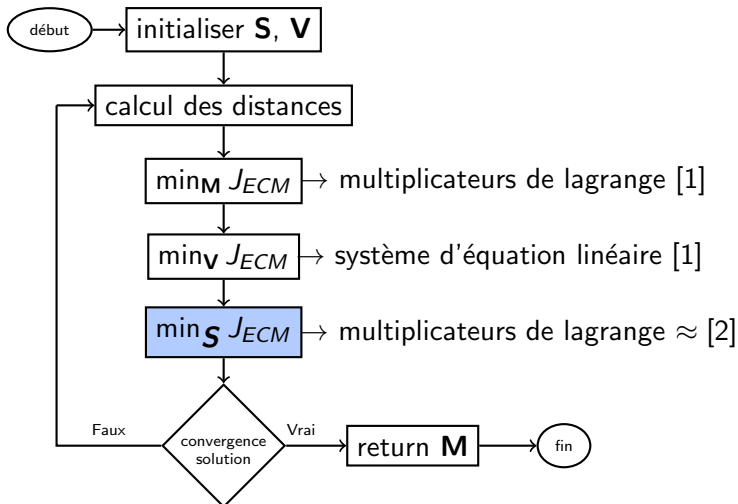 début
initialiser S, V
calcul des distances
min_M J_ECM → multiplicateurs de lagrange [1]
min_V J_ECM → système d'équation linéaire [1]
min_S J_ECM → multiplicateurs de lagrange ≈ [2]
Faux
convergence
solution
Vrai
return M
fin